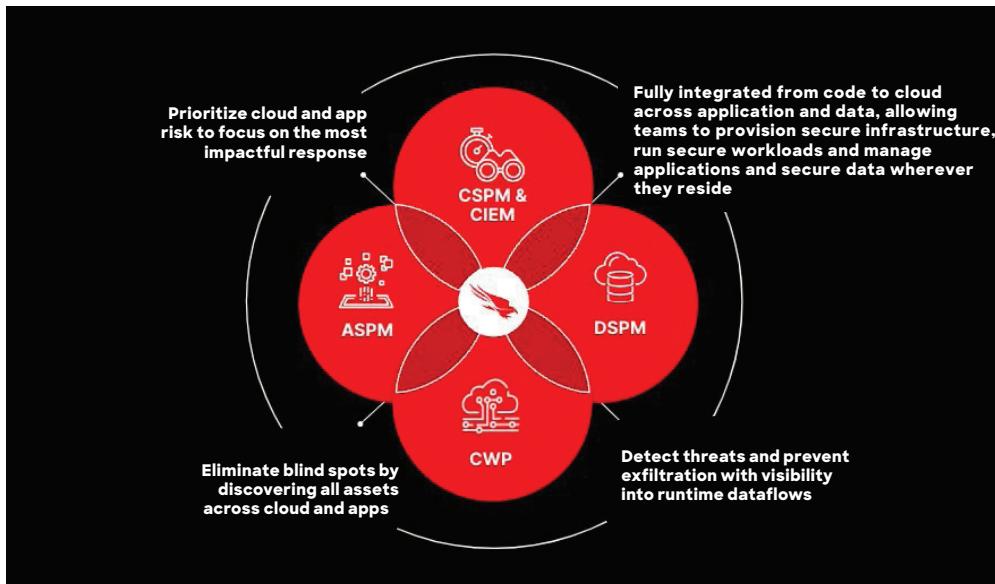 Prioritize cloud and app
risk to focus on the most
impactful response
Fully integrated from code to cloud
across application and data, allowing
teams to provision secure infrastructure,
run secure workloads and manage
applications and secure data wherever
they reside
CSPM &
CIEM
ASPM
DSPM
CWP
Eliminate blind spots by
discovering all assets
across cloud and apps
Detect threats and prevent
exfiltration with visibility
into runtime dataflows